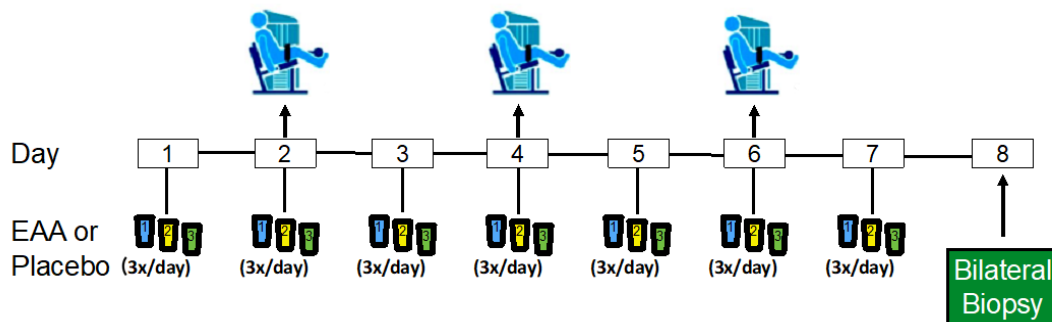 Day 1 2 3 4 5 6 7 8
1 2 3 1 2 3 1 2 3 1 2 3 1 2 3 1 2 3 1 2 3
EAA or
Placebo (3x/day) (3x/day) (3x/day) (3x/day) (3x/day) (3x/day) (3x/day)
Bilateral
Biopsy